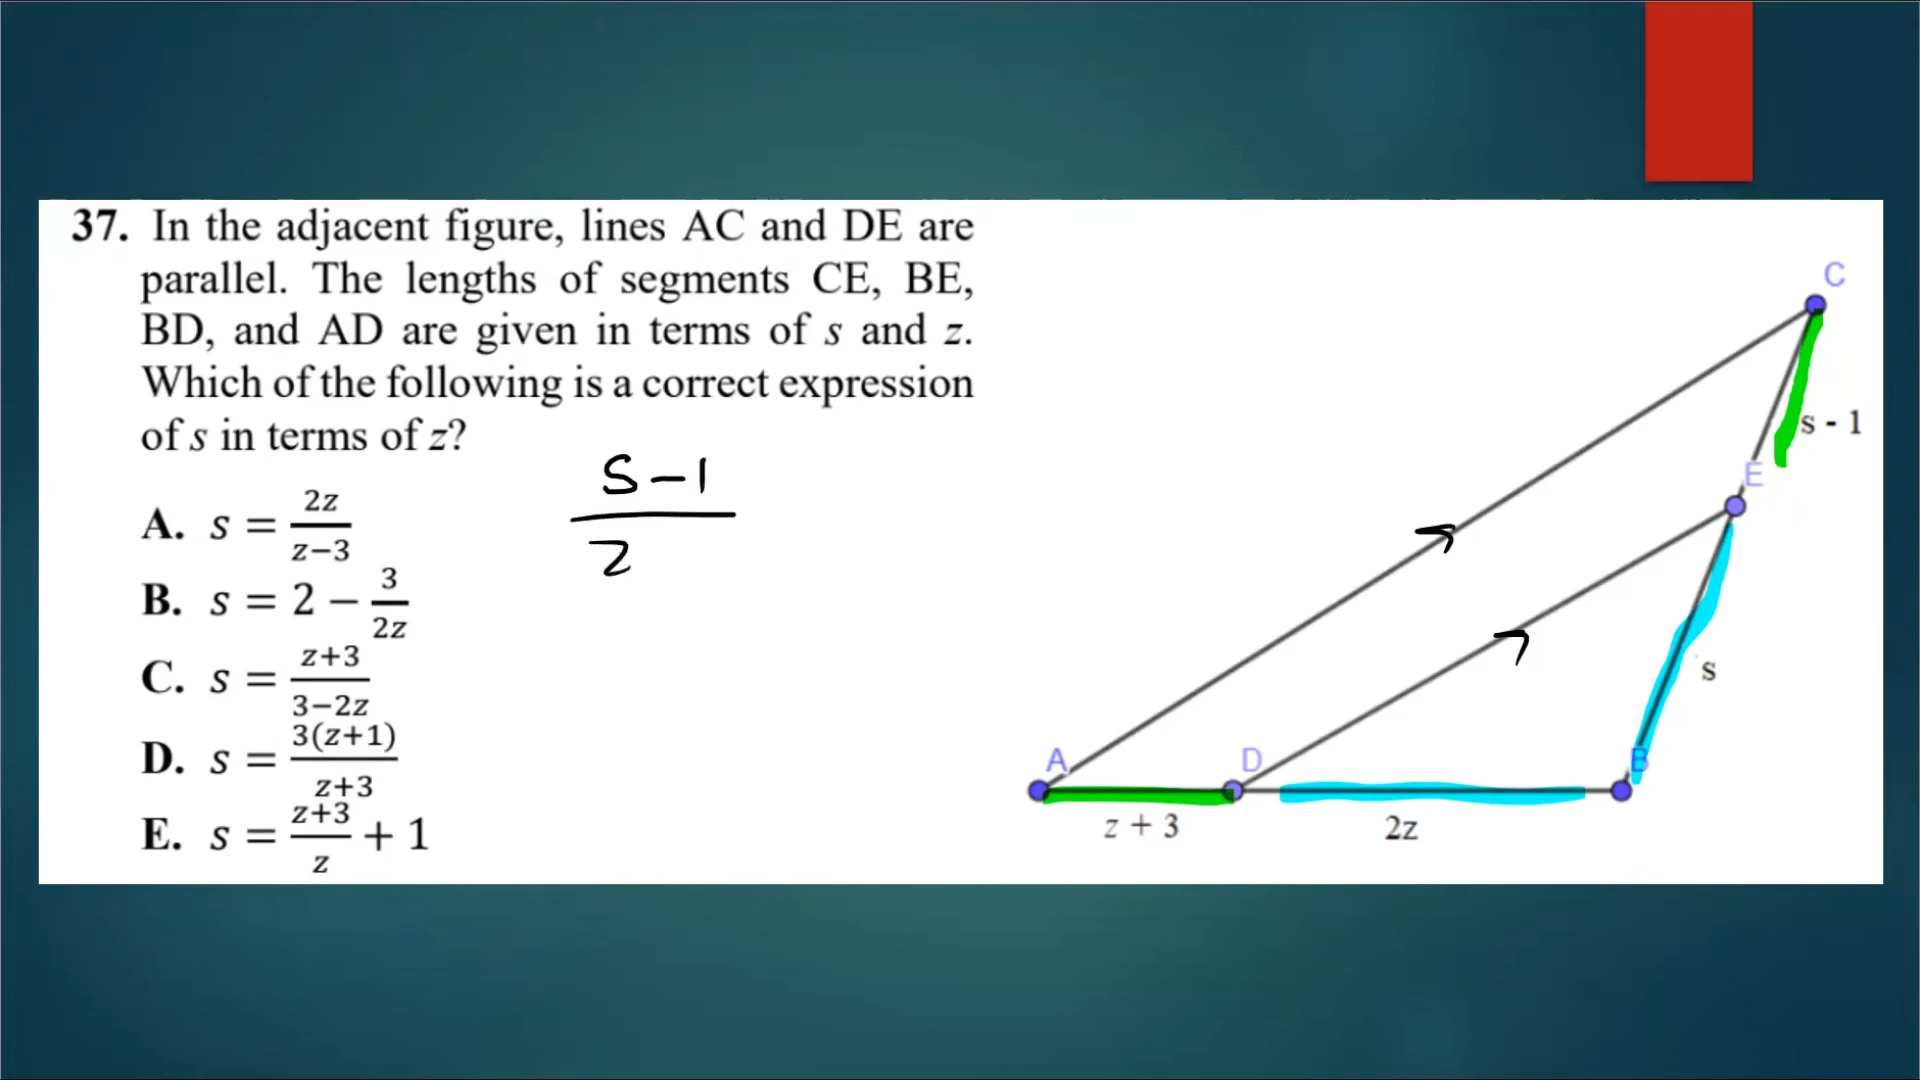 37. In the adjacent figure, lines AC and DE are
parallel. The lengths of segments CE, BE,
BD, and AD are given in terms of s and z.
Which of the following is a correct expression
of s in terms of z?
A. s = 2z/(z−3)
B. s = 2 − 3/(2z)
C. s = (z+3)/(3−2z)
D. s = 3(z+1)/(z+3)
E. s = (z+3)/z + 1
S−1
z
C
s - 1
E
s
A
D
B
z + 3
2z